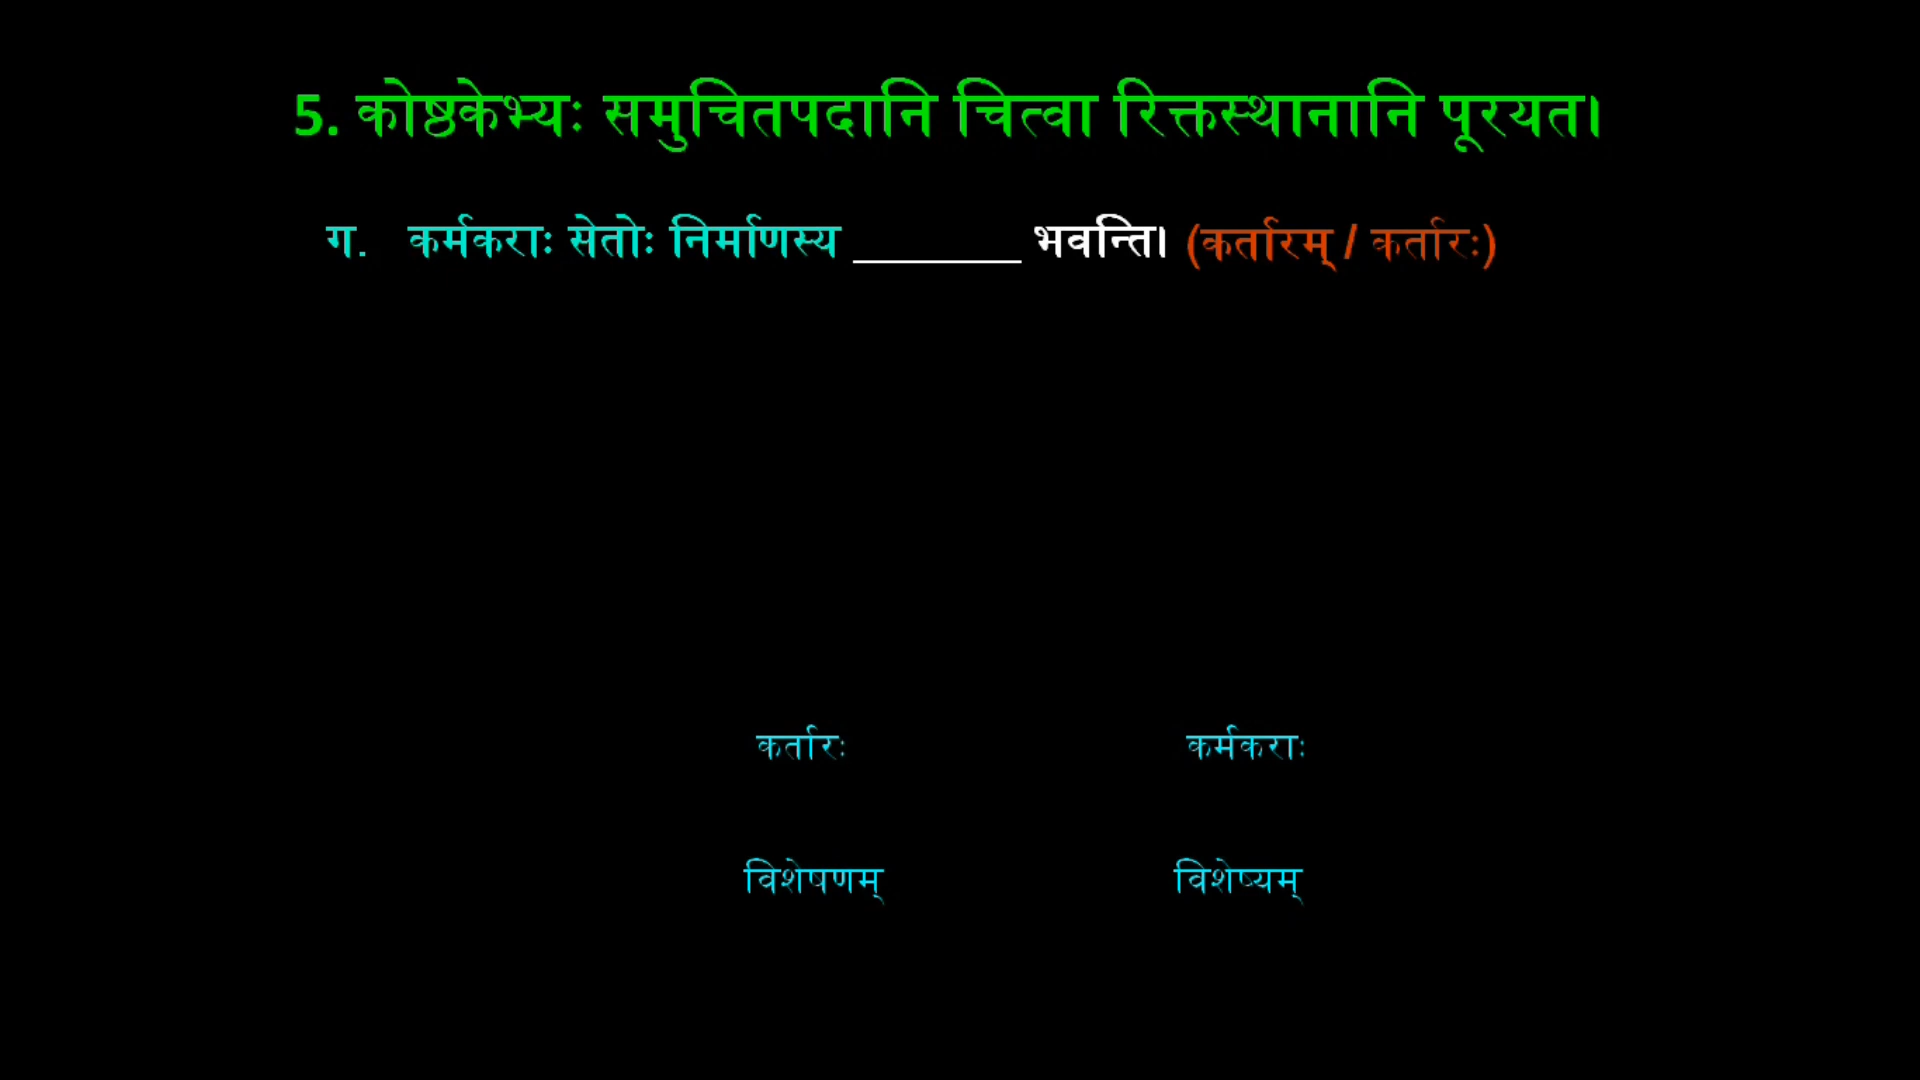 5. कोष्ठकेभ्यः समुचितपदानि चित्वा रिक्तस्थानानि पूरयत।
ग. कर्मकराः सेतोः निर्माणस्य ________ भवन्ति। (कर्तारम् / कर्तारः)
कर्तारः कर्मकराः
विशेषणम् विशेष्यम्